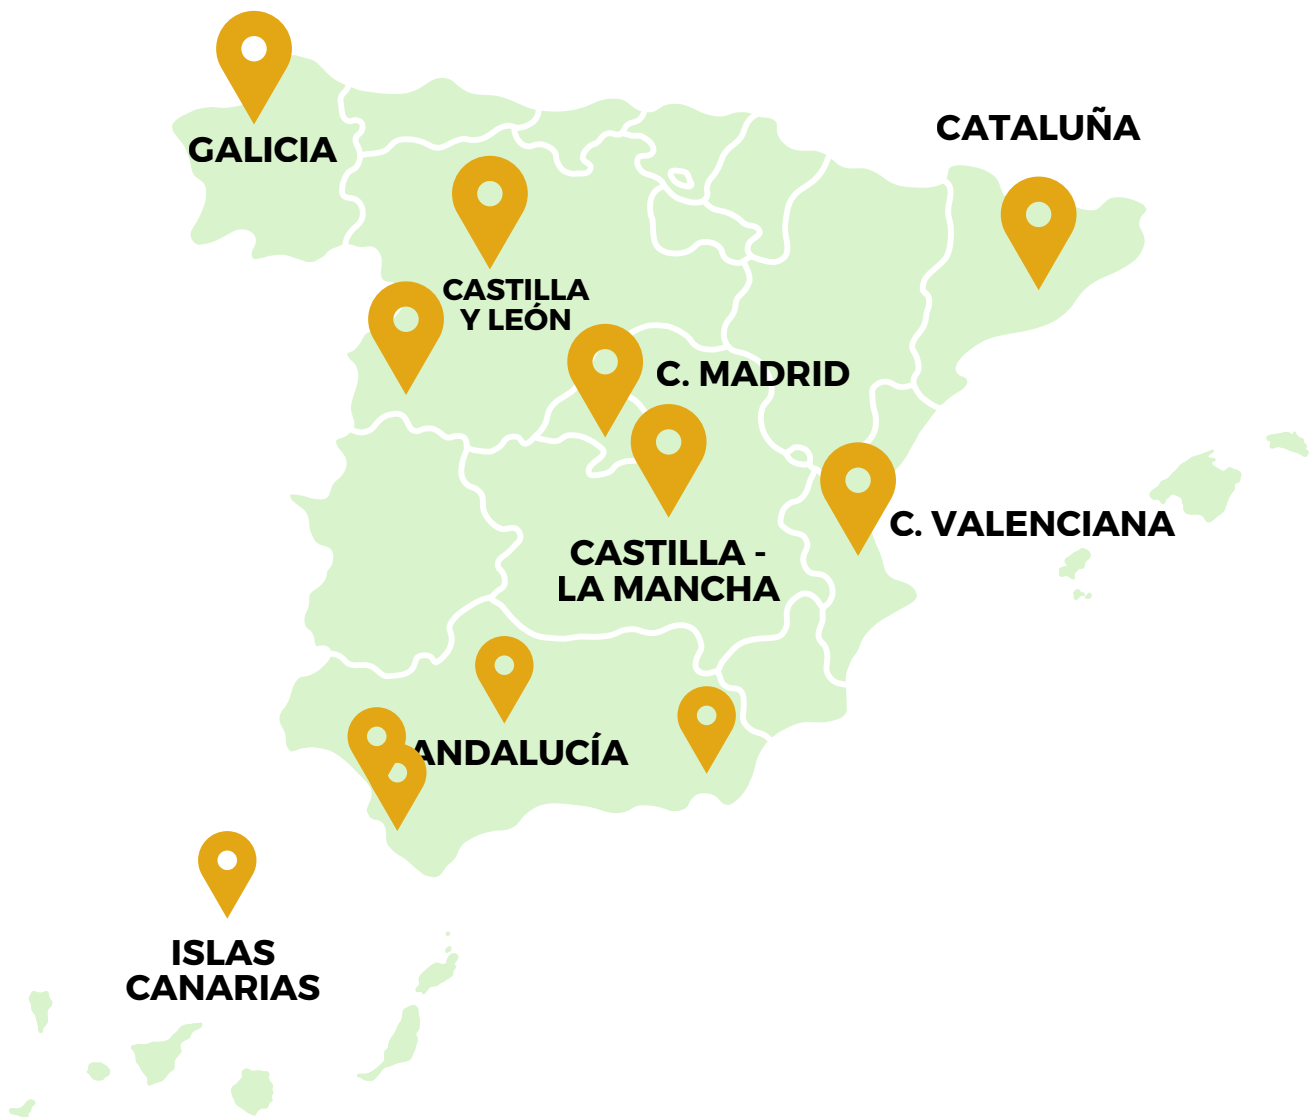 CATALUÑA
GALICIA
CASTILLA
Y LEÓN
C. MADRID
C. VALENCIANA
CASTILLA -
LA MANCHA
ANDALUCÍA
ISLAS
CANARIAS